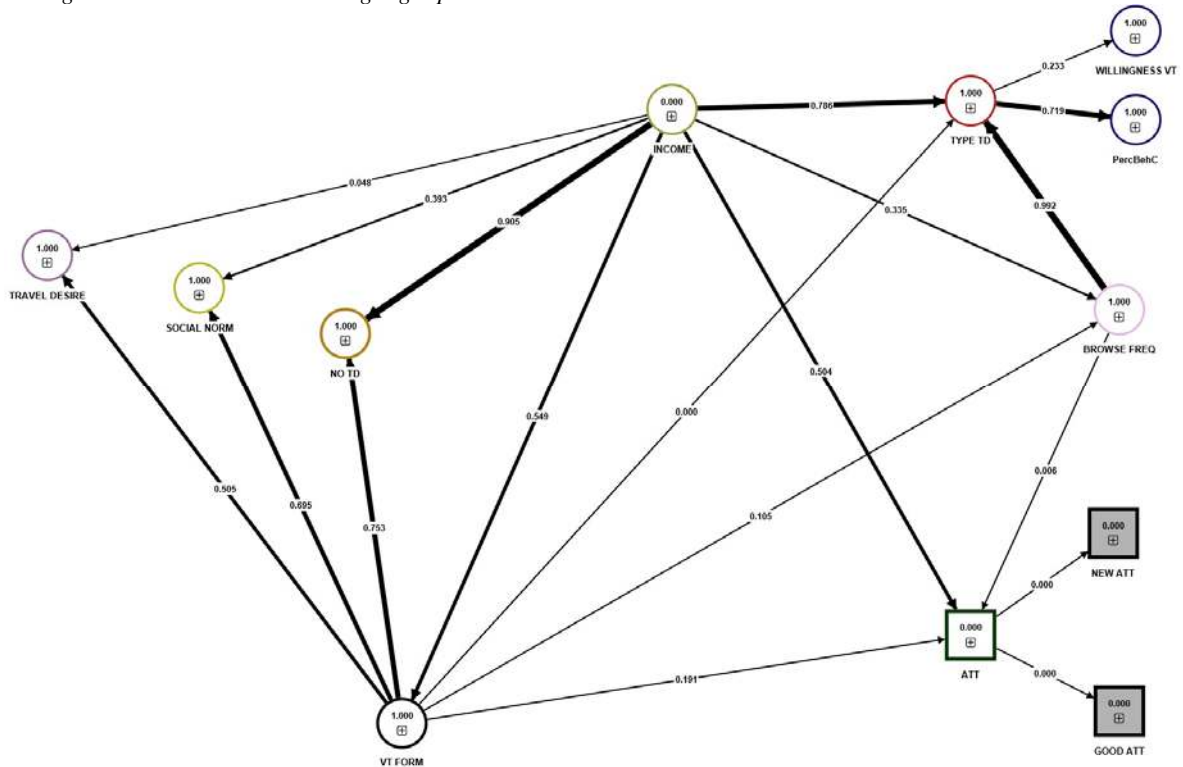 1.000
WILLINGNESS VT
0.233
0.000
INCOME
0.786
1.000
TYPE TD
0.719
1.000
PercBehC
0.048
0.393
0.905
0.335
0.992
1.000
TRAVEL DESIRE
1.000
SOCIAL NORM
1.000
NO TD
1.000
BROWSE FREQ
0.504
0.549
0.000
0.006
0.505
0.695
0.753
0.105
0.000
NEW ATT
0.000
0.000
ATT
0.191
0.000
0.000
GOOD ATT
1.000
VT FORM